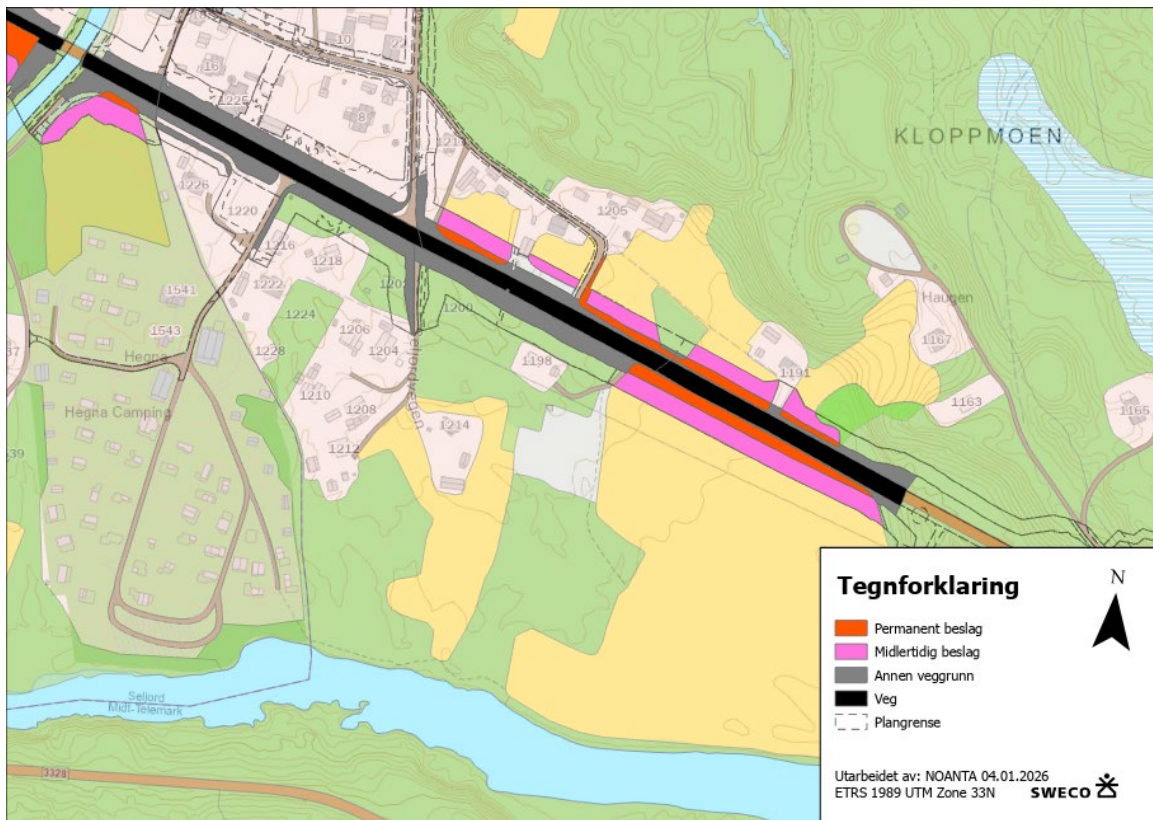 10
22
16
1225
8
KLOPPMOEN
1226
1220
1205
1216
1218
1222
1541
1202
1200
Haugen
1224
1206
1543
1204
1198
1167
Hegna
1228
1191
1210
Hegna Camping
1208
1163
1165
1214
1212
Seljord
Midt-Telemark
3328
Tegnforklaring
N
Permanent beslag
Midlertidig beslag
Annen veggrunn
Veg
Plangrense
Utarbeidet av: NOANTA 04.01.2026
ETRS 1989 UTM Zone 33N
SWECO